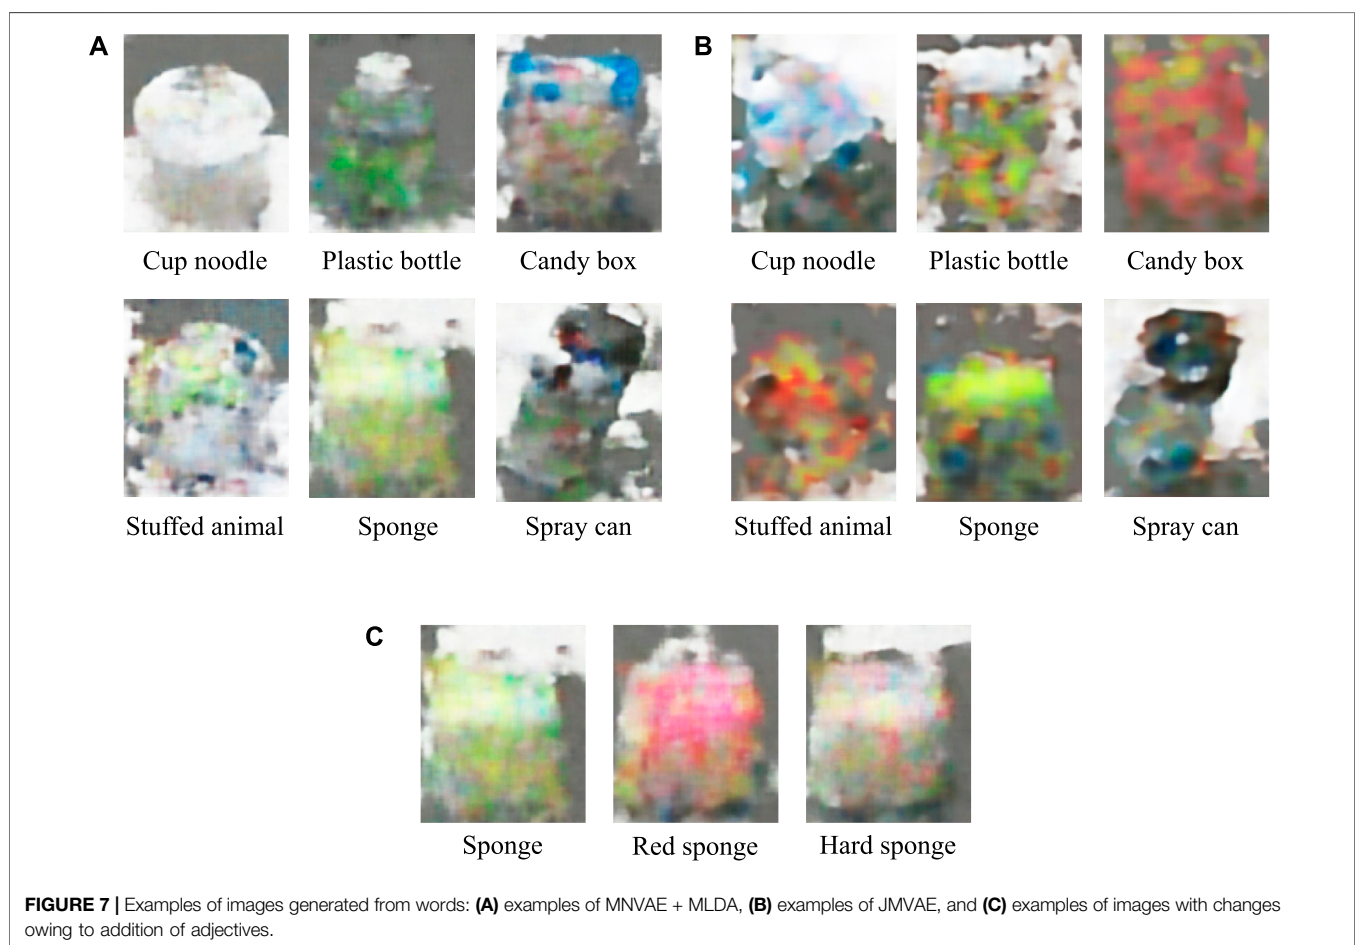 A
B
Cup noodle Plastic bottle Candy box Cup noodle Plastic bottle Candy box
Stuffed animal Sponge Spray can Stuffed animal Sponge Spray can
C
Sponge Red sponge Hard sponge
FIGURE 7 | Examples of images generated from words: (A) examples of MNVAE + MLDA, (B) examples of JMVAE, and (C) examples of images with changes
owing to addition of adjectives.